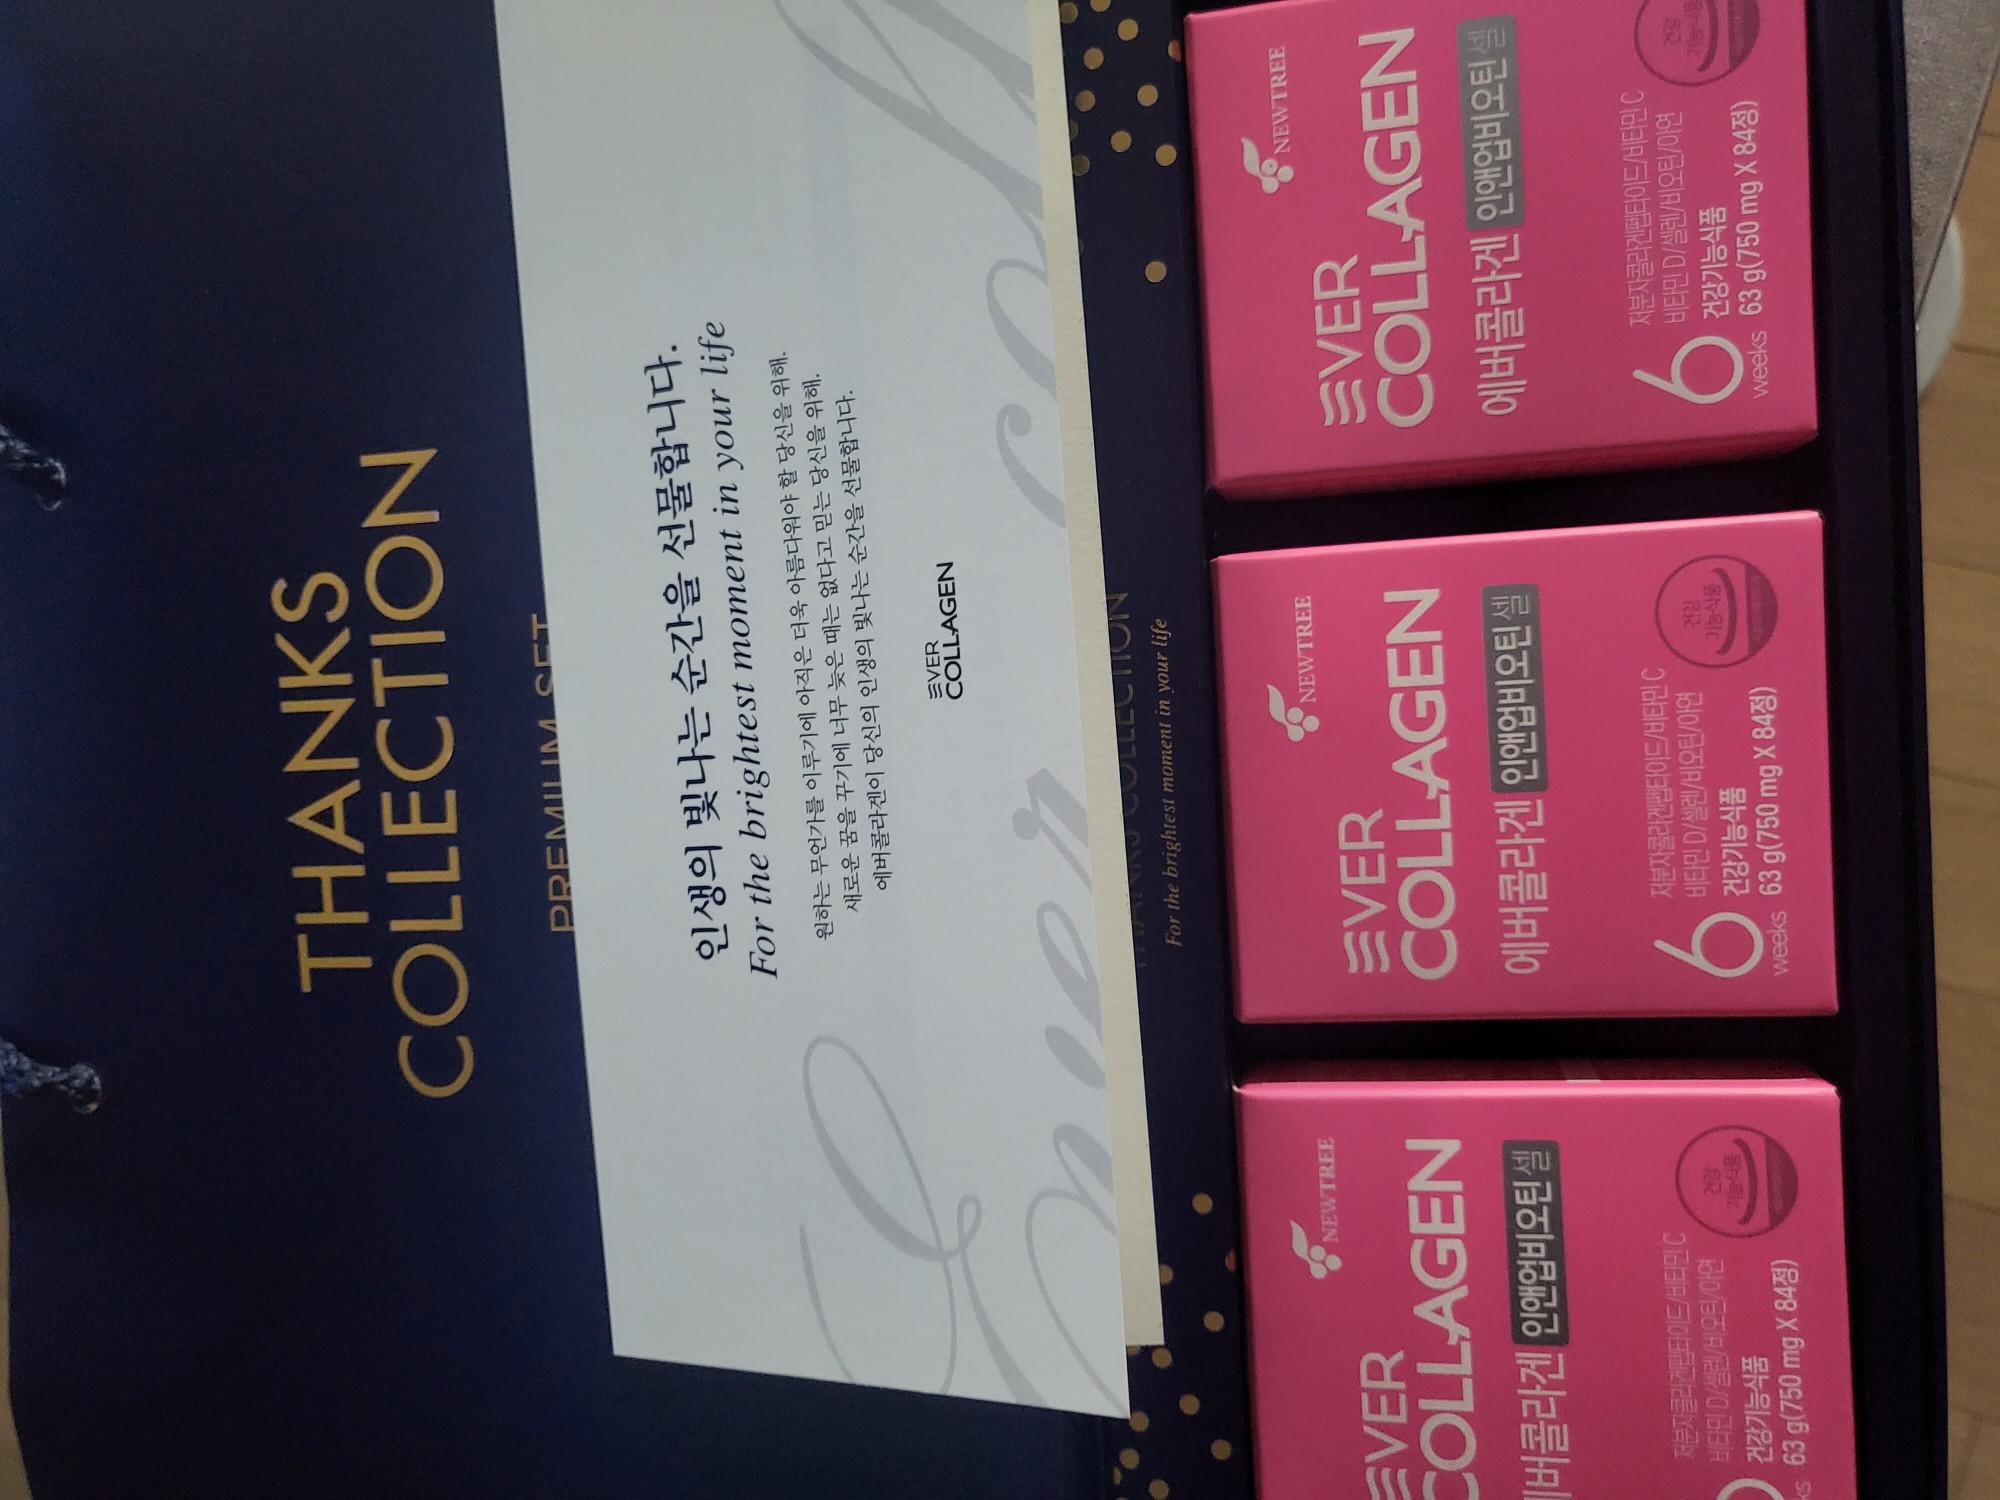 THANKS
COLLECTION
PREMIUM SET
인생의 빛나는 순간을 선물합니다.
For the brightest moment in your life
원하는 무언가를 이루기에 아직은 더욱 아름다워야 할 당신을 위해.
새로운 꿈을 꾸기에 너무 늦은 때는 없다고 믿는 당신을 위해.
에버콜라겐이 당신의 인생의 빛나는 순간을 선물합니다.
EVER
COLLAGEN
Ever coll
THANKS COLLECTION
For the brightest moment in your life
NEWTREE
EVER
COLLAGEN
에버콜라겐 인앤업비오틴 셀
저분자콜라겐펩타이드/비타민 C
비타민 D/셀렌/비오틴/아연
건강기능식품
63 g(750 mg X 84정)
weeks
건강
기능식품
NEWTREE
EVER
COLLAGEN
에버콜라겐 인앤업비오틴 셀
저분자콜라겐펩타이드/비타민 C
비타민 D/셀렌/비오틴/아연
6 건강기능식품
weeks 63 g(750 mg X 84정)
건강
기능식품
NEWTREE
EVER
COLLAGEN
에버콜라겐 인앤업비오틴 셀
저분자콜라겐펩타이드/비타민 C
비타민 D/셀렌/비오틴/아연
6 건강기능식품
weeks 63 g(750 mg X 84정)
건강
기능식품